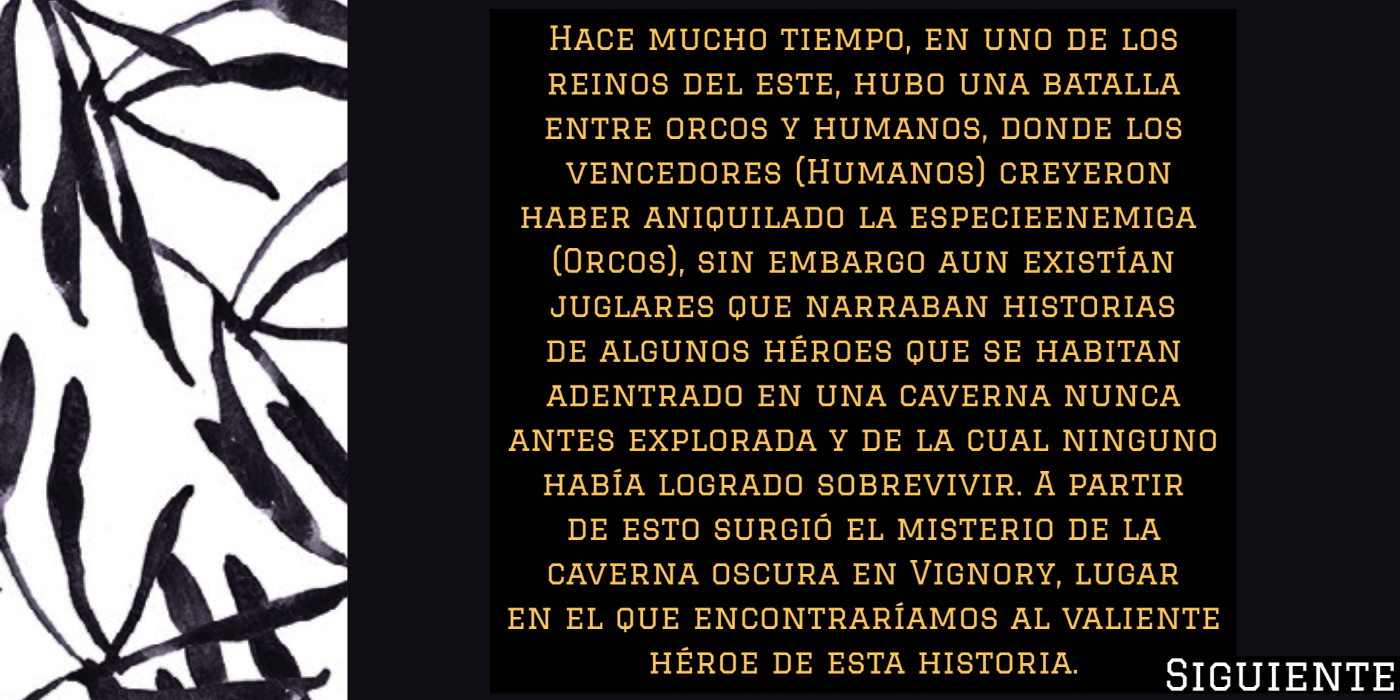 Hace mucho tiempo, en uno de los
reinos del este, hubo una batalla
entre orcos y humanos, donde los
vencedores (Humanos) creyeron
haber aniquilado la especieenemiga
(Orcos), sin embargo aun existían
juglares que narraban historias
de algunos héroes que se habitan
adentrado en una caverna nunca
antes explorada y de la cual ninguno
había logrado sobrevivir. A partir
de esto surgió el misterio de la
caverna oscura en Vignory, lugar
en el que encontraríamos al valiente
héroe de esta historia.
Siguiente